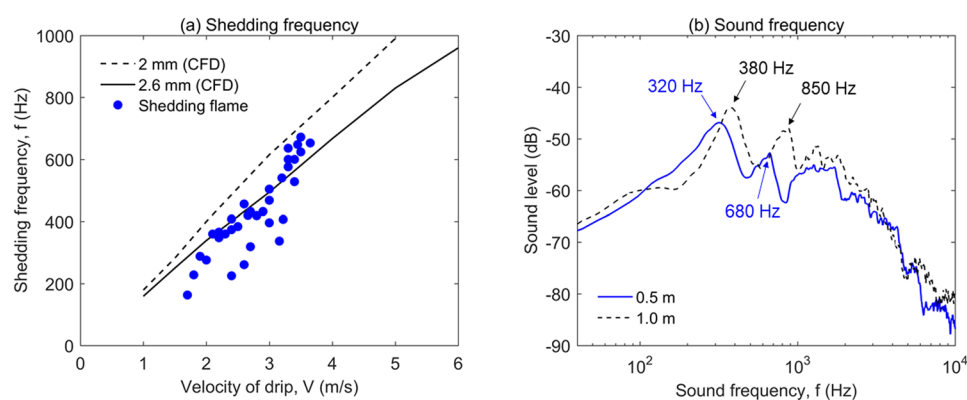 (a) Shedding frequency
1000
800
600
400
200
0
Shedding frequency, f (Hz)
2 mm (CFD)
2.6 mm (CFD)
Shedding flame
0 1 2 3 4 5 6
Velocity of drip, V (m/s)
(b) Sound frequency
-30
-40
-50
-60
-70
-80
-90
Sound level (dB)
320 Hz
380 Hz
850 Hz
680 Hz
0.5 m
1.0 m
10² 10³ 10⁴
Sound frequency, f (Hz)